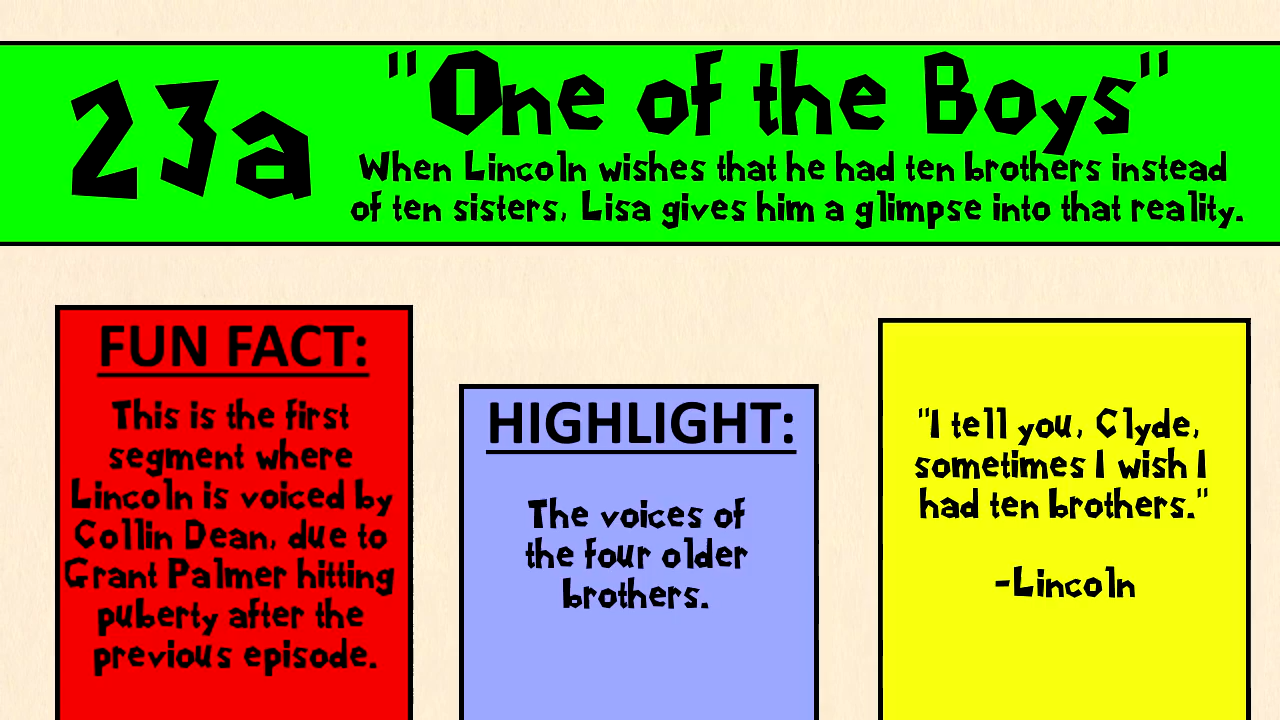 23a
"One of the Boys"
When Lincoln wishes that he had ten brothers instead
of ten sisters, Lisa gives him a glimpse into that reality.
FUN FACT:
This is the first
segment where
Lincoln is voiced by
Collin Dean, due to
Grant Palmer hitting
puberty after the
previous episode.
HIGHLIGHT:
The voices of
the four older
brothers.
"I tell you, Clyde,
sometimes I wish I
had ten brothers."
-Lincoln